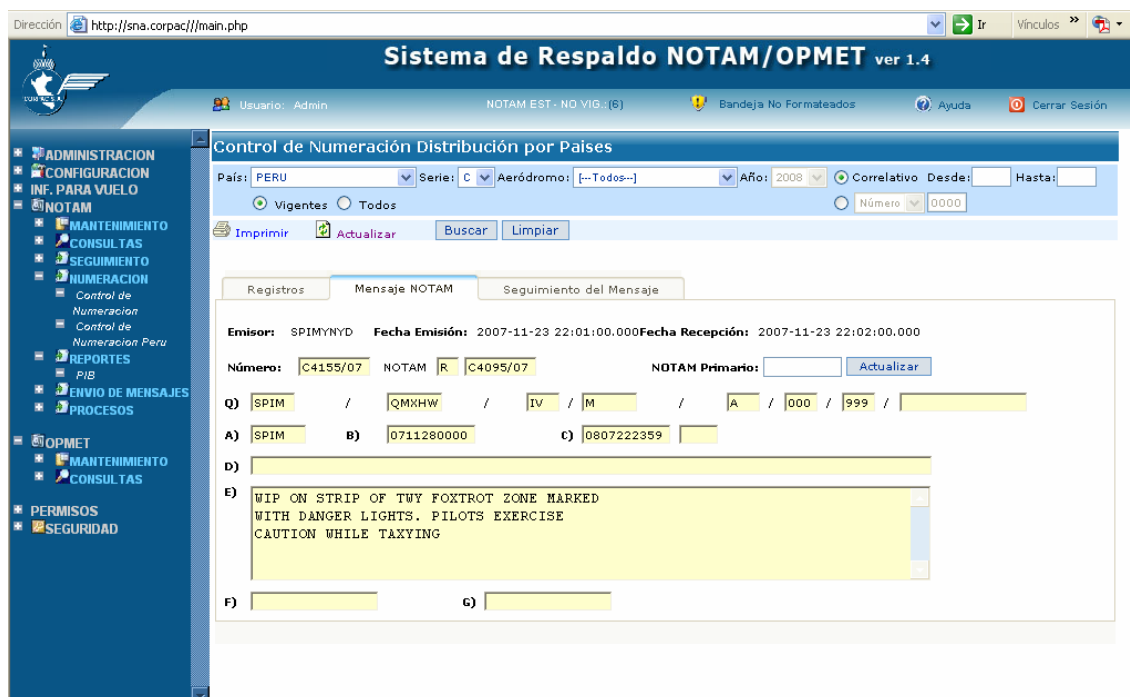 Dirección http://sna.corpac///main.php Ir Vínculos »
Sistema de Respaldo NOTAM/OPMET ver 1.4
CORPAC S.A.
Usuario: Admin NOTAM EST - NO VIG.:(6) Bandeja No Formateados Ayuda Cerrar Sesión
ADMINISTRACION
CONFIGURACION
INF. PARA VUELO
NOTAM
MANTENIMIENTO
CONSULTAS
SEGUIMIENTO
NUMERACION
Control de
Numeracion
Control de
Numeracion Peru
REPORTES
PIB
ENVIO DE MENSAJES
PROCESOS
OPMET
MANTENIMIENTO
CONSULTAS
PERMISOS
SEGURIDAD
Control de Numeración Distribución por Paises
País: PERU Serie: C Aeródromo: [--Todos--] Año: 2008 Correlativo Desde: Hasta:
Vigentes Todos Número 0000
Imprimir Actualizar Buscar Limpiar
Registros Mensaje NOTAM Seguimiento del Mensaje
Emisor: SPIMYNYD Fecha Emisión: 2007-11-23 22:01:00.000Fecha Recepción: 2007-11-23 22:02:00.000
Número: C4155/07 NOTAM R C4095/07 NOTAM Primario: Actualizar
Q) SPIM / QMXHW / IV / M / A / 000 / 999 /
A) SPIM B) 0711280000 C) 0807222359
D)
E) WIP ON STRIP OF TWY FOXTROT ZONE MARKED
WITH DANGER LIGHTS. PILOTS EXERCISE
CAUTION WHILE TAXYING
F) G)